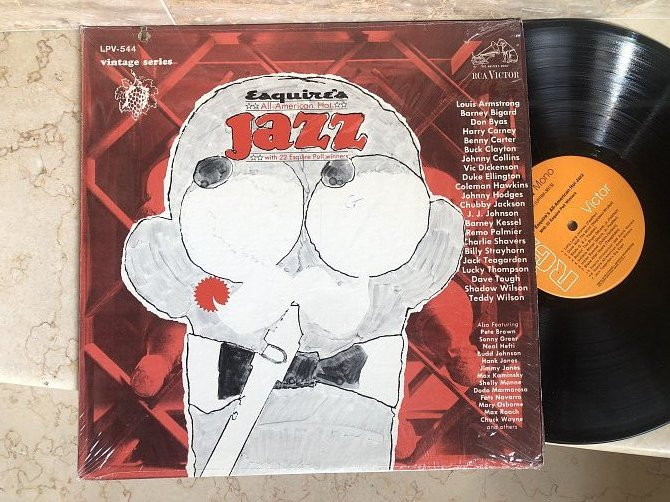 LPV-544
vintage series
RCA VICTOR
Esquire's
All-American Hot
jazz
with 22 Esquire Poll winners
Louis Armstrong
Barney Bigard
Don Byas
Harry Carney
Benny Carter
Buck Clayton
Johnny Collins
Vic Dickenson
Duke Ellington
Coleman Hawkins
Johnny Hodges
Chubby Jackson
J. J. Johnson
Barney Kessel
Remo Palmier
Charlie Shavers
Billy Strayhorn
Jack Teagarden
Lucky Thompson
Dave Tough
Shadow Wilson
Teddy Wilson
Also Featuring
Pete Brown
Sonny Greer
Neal Hefti
Budd Johnson
Hank Jones
Jimmy Jones
Max Kaminsky
Shelly Manne
Dodo Marmarosa
Fats Navarro
Mary Osborne
Max Roach
Chuck Wayne
and others
Mono
Victor